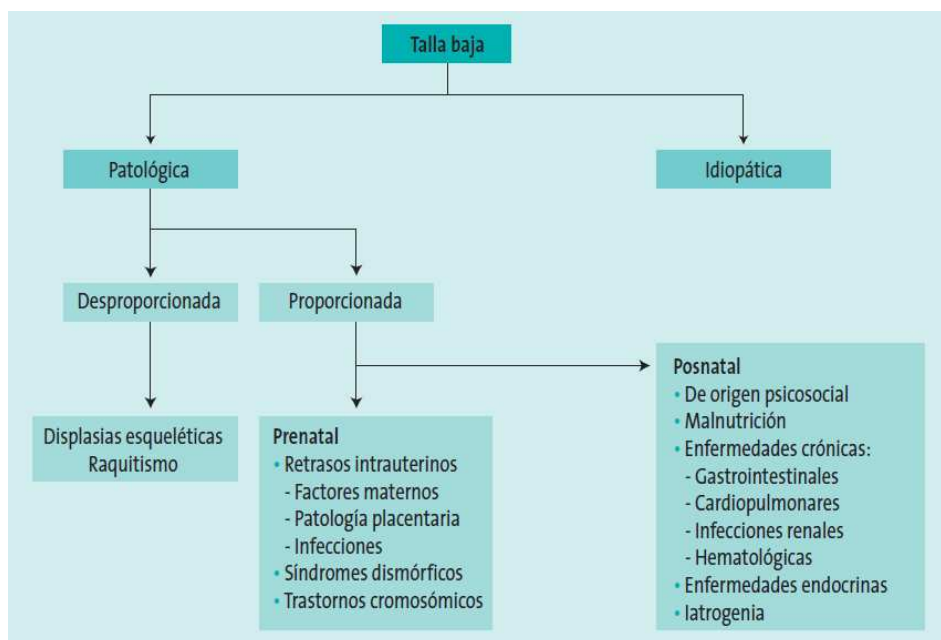 Talla baja
Patológica
Idiopática
Desproporcionada
Proporcionada
Displasias esqueléticas
Raquitismo
Prenatal
• Retrasos intrauterinos
- Factores maternos
- Patología placentaria
- Infecciones
• Síndromes dismórficos
• Trastornos cromosómicos
Posnatal
• De origen psicosocial
• Malnutrición
• Enfermedades crónicas:
- Gastrointestinales
- Cardiopulmonares
- Infecciones renales
- Hematológicas
• Enfermedades endocrinas
• Iatrogenia